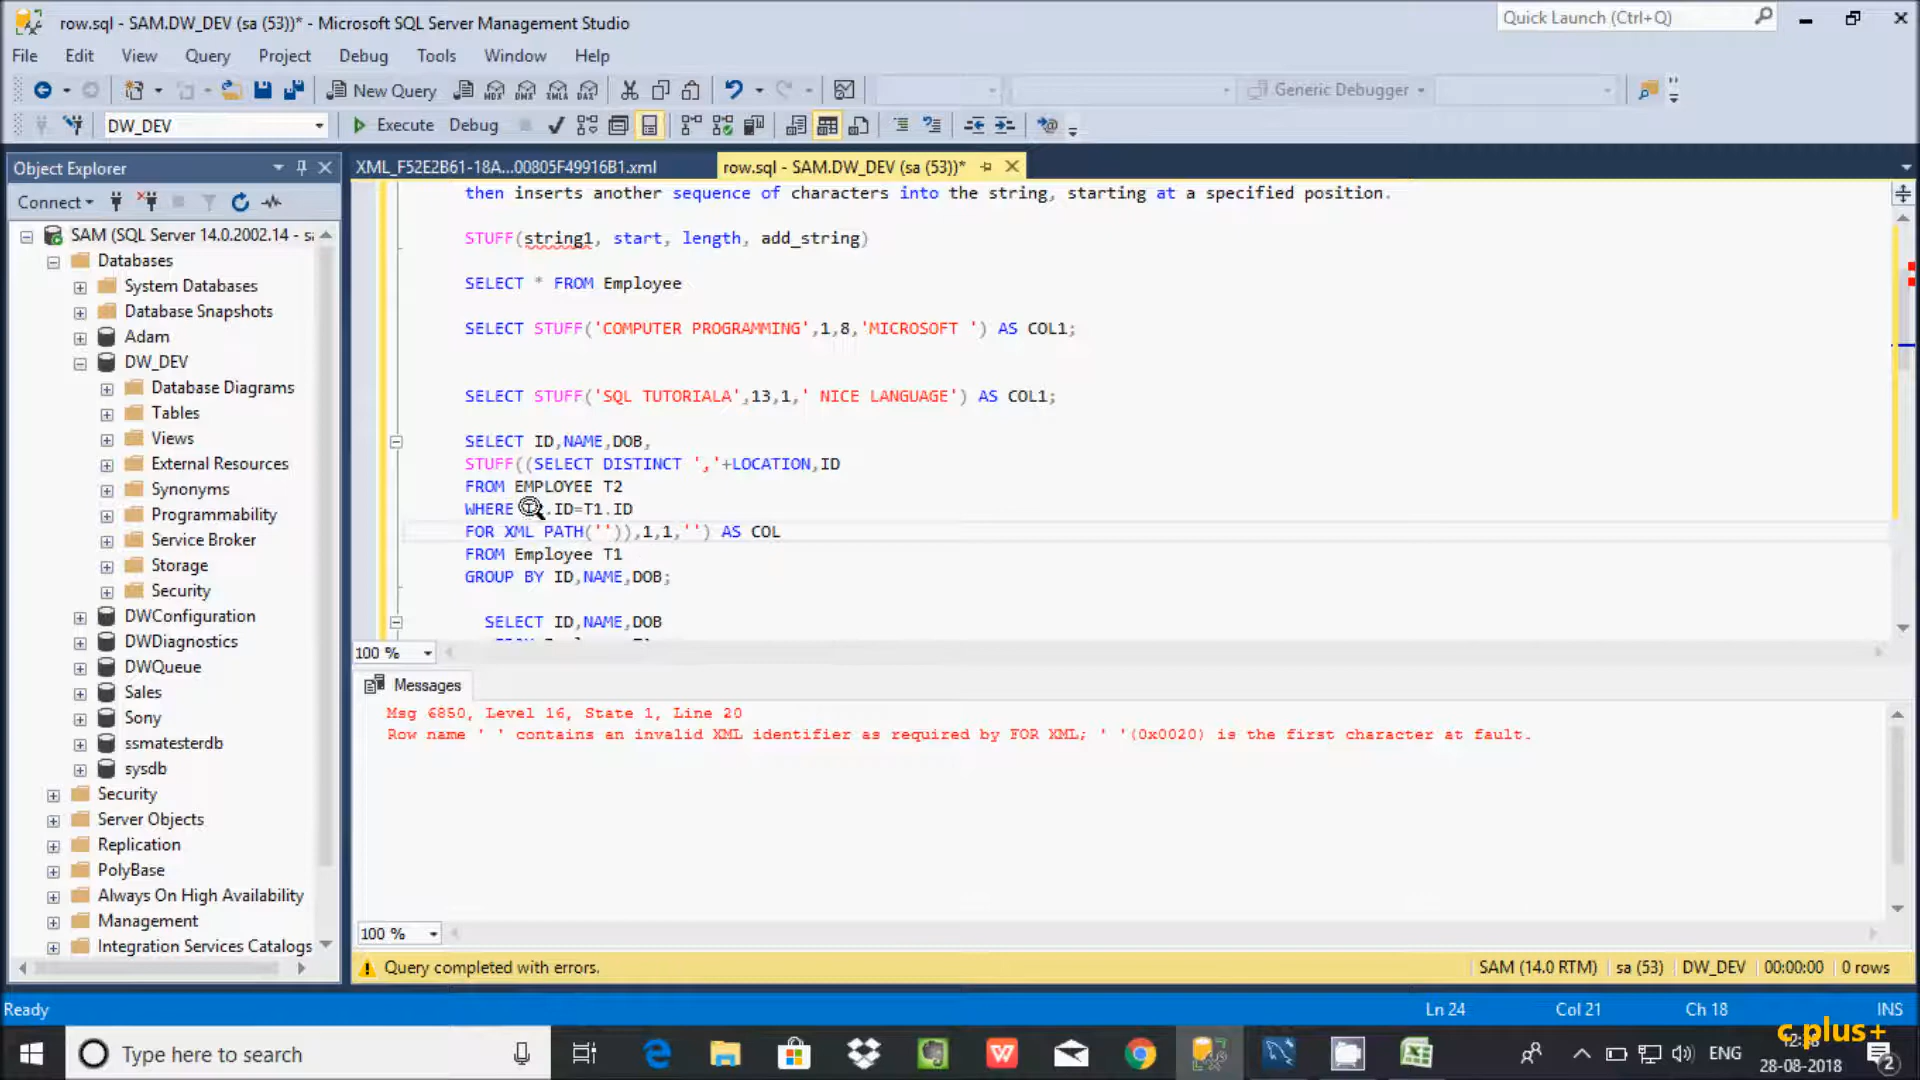 row.sql - SAM.DW_DEV (sa (53))* - Microsoft SQL Server Management Studio
Quick Launch (Ctrl+Q)
File Edit View Query Project Debug Tools Window Help
New Query
Generic Debugger
DW_DEV
Execute Debug
Object Explorer
XML_F52E2B61-18A...00805F49916B1.xml
row.sql - SAM.DW_DEV (sa (53))*
Connect
SAM (SQL Server 14.0.2002.14 - sa
Databases
System Databases
Database Snapshots
Adam
DW_DEV
Database Diagrams
Tables
Views
External Resources
Synonyms
Programmability
Service Broker
Storage
Security
DWConfiguration
DWDiagnostics
DWQueue
Sales
Sony
ssmatesterdb
sysdb
Security
Server Objects
Replication
PolyBase
Always On High Availability
Management
Integration Services Catalogs
then inserts another sequence of characters into the string, starting at a specified position.
STUFF(string1, start, length, add_string)
SELECT * FROM Employee
SELECT STUFF('COMPUTER PROGRAMMING',1,8,'MICROSOFT ') AS COL1;
SELECT STUFF('SQL TUTORIALA',13,1,' NICE LANGUAGE') AS COL1;
SELECT ID,NAME,DOB,
STUFF((SELECT DISTINCT ','+LOCATION,ID
FROM EMPLOYEE T2
WHERE .ID=T1.ID
FOR XML PATH('')),1,1,'') AS COL
FROM Employee T1
GROUP BY ID,NAME,DOB;
SELECT ID,NAME,DOB
100 %
Messages
Msg 6850, Level 16, State 1, Line 20
Row name ' ' contains an invalid XML identifier as required by FOR XML; ' '(0x0020) is the first character at fault.
100 %
Query completed with errors.
SAM (14.0 RTM) sa (53) DW_DEV 00:00:00 0 rows
Ready
Ln 24 Col 21 Ch 18 INS
c plus+
Type here to search
ENG
28-08-2018
2